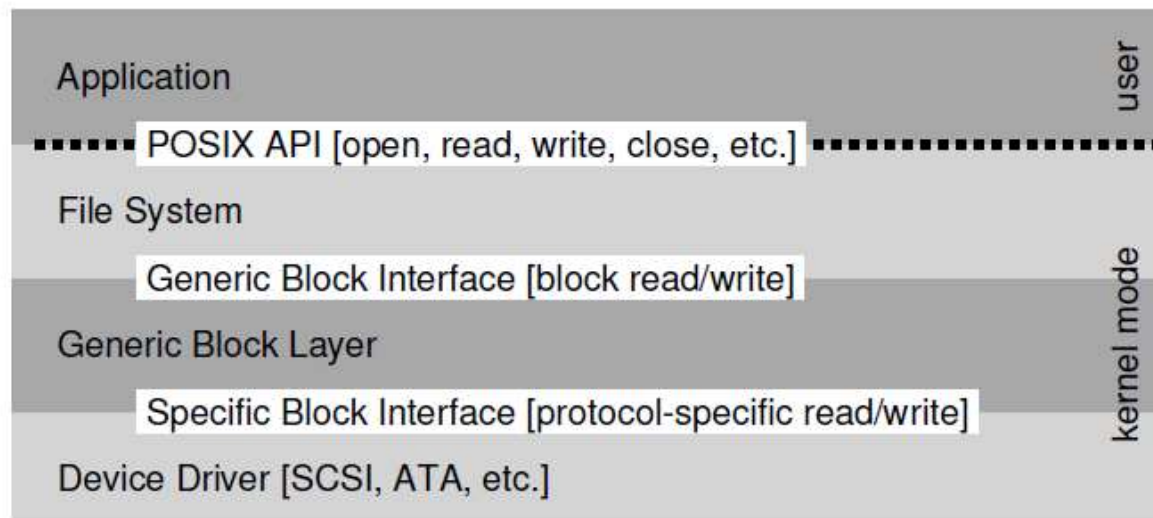 Application
user
POSIX API [open, read, write, close, etc.]
File System
Generic Block Interface [block read/write]
kernel mode
Generic Block Layer
Specific Block Interface [protocol-specific read/write]
Device Driver [SCSI, ATA, etc.]